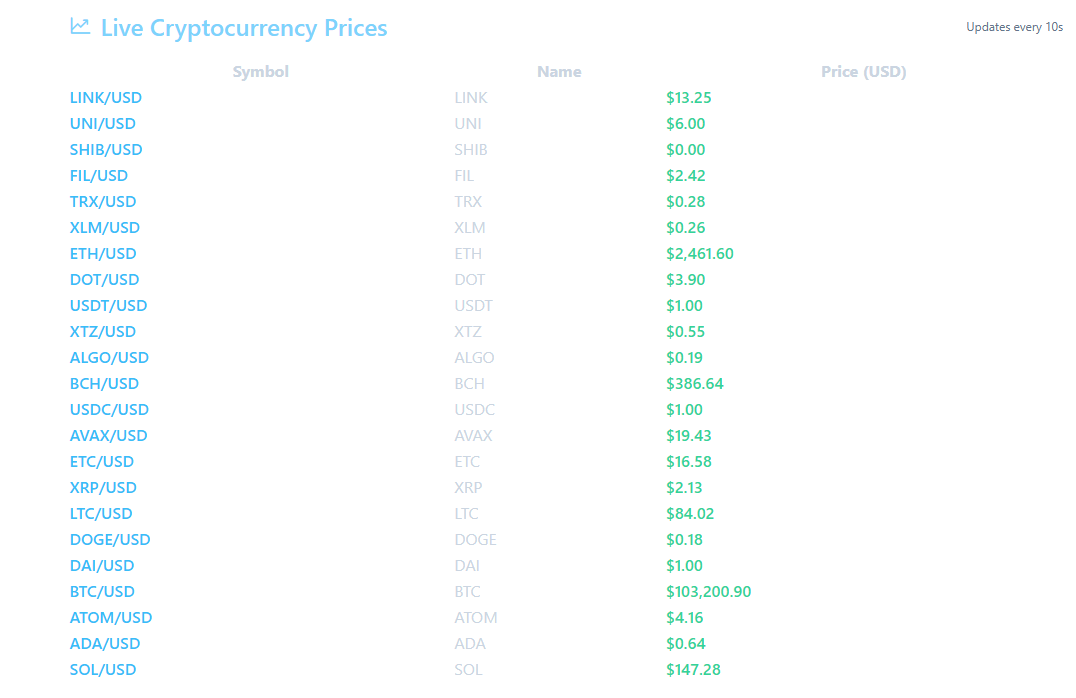 Live Cryptocurrency Prices Updates every 10s
Symbol Name Price (USD)
LINK/USD LINK $13.25
UNI/USD UNI $6.00
SHIB/USD SHIB $0.00
FIL/USD FIL $2.42
TRX/USD TRX $0.28
XLM/USD XLM $0.26
ETH/USD ETH $2,461.60
DOT/USD DOT $3.90
USDT/USD USDT $1.00
XTZ/USD XTZ $0.55
ALGO/USD ALGO $0.19
BCH/USD BCH $386.64
USDC/USD USDC $1.00
AVAX/USD AVAX $19.43
ETC/USD ETC $16.58
XRP/USD XRP $2.13
LTC/USD LTC $84.02
DOGE/USD DOGE $0.18
DAI/USD DAI $1.00
BTC/USD BTC $103,200.90
ATOM/USD ATOM $4.16
ADA/USD ADA $0.64
SOL/USD SOL $147.28